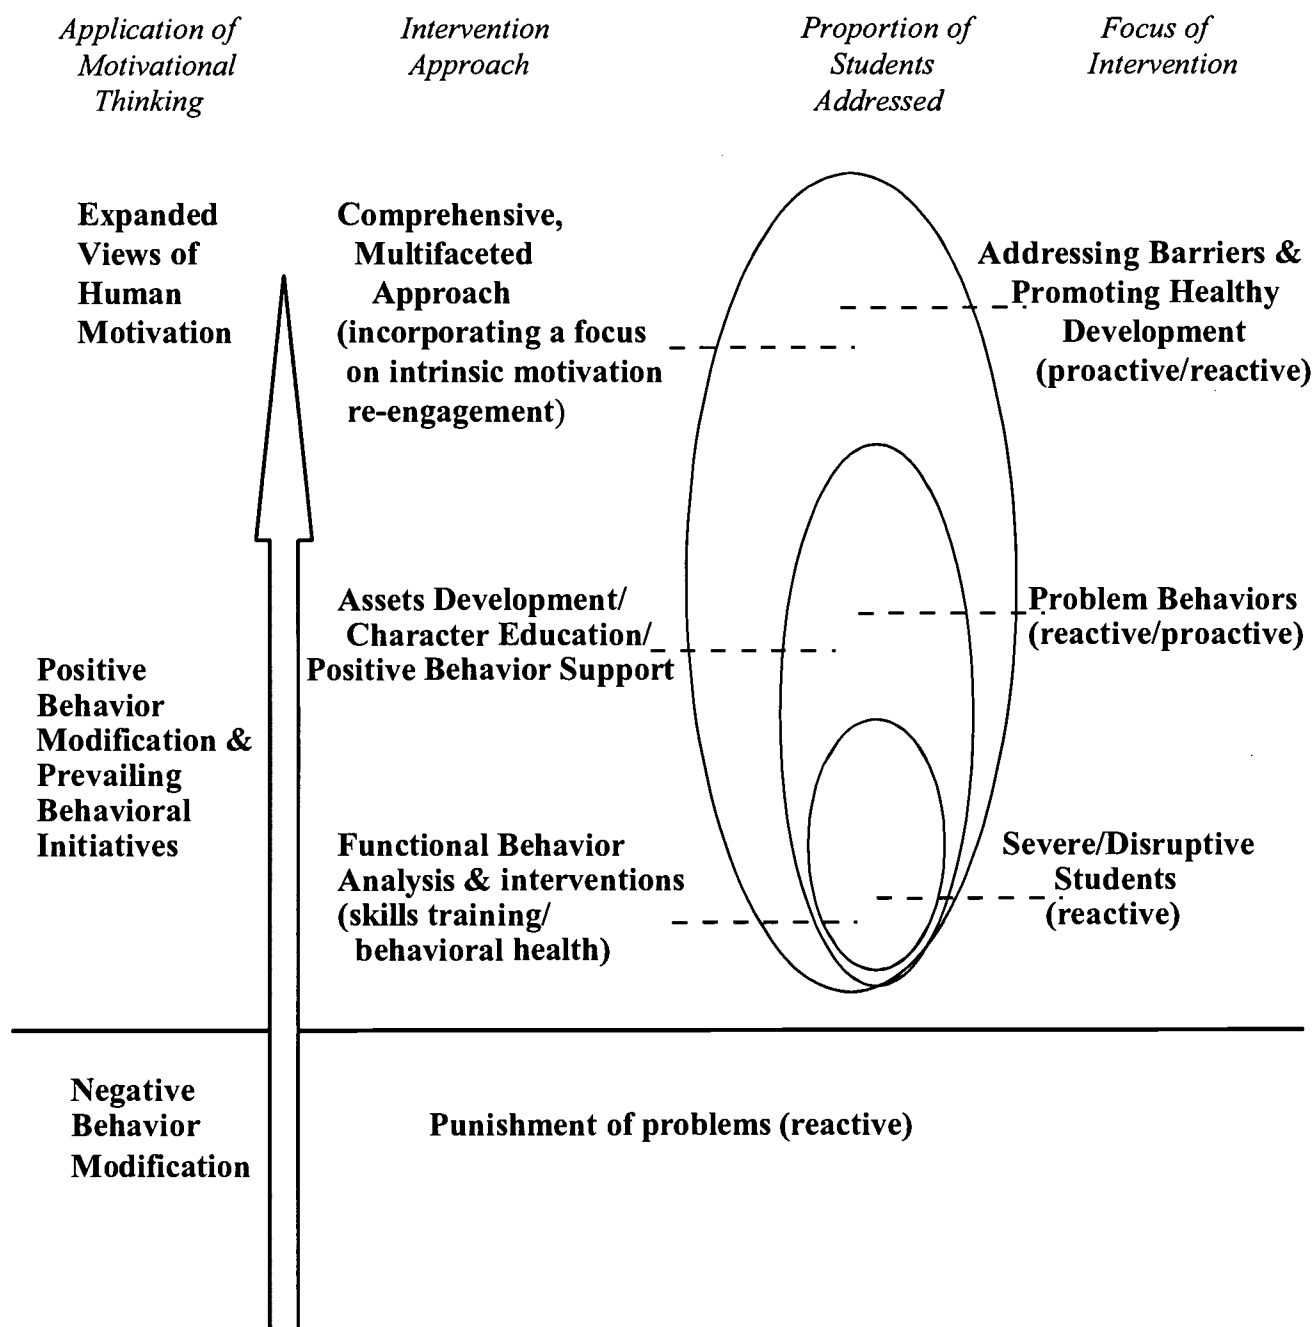 Application of
Motivational
Thinking
Intervention
Approach
Proportion of
Students
Addressed
Focus of
Intervention
Expanded
Views of
Human
Motivation
Comprehensive,
Multifaceted
Approach
(incorporating a focus
on intrinsic motivation
re-engagement)
Addressing Barriers &
Promoting Healthy
Development
(proactive/reactive)
Positive
Behavior
Modification &
Prevailing
Behavioral
Initiatives
Assets Development/
Character Education/
Positive Behavior Support
Problem Behaviors
(reactive/proactive)
Functional Behavior
Analysis & interventions
(skills training/
behavioral health)
Severe/Disruptive
Students
(reactive)
Negative
Behavior
Modification
Punishment of problems (reactive)